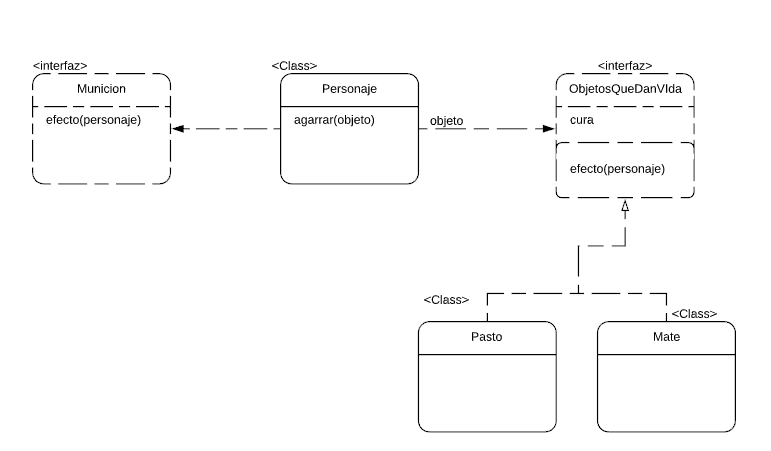 <interfaz>
Municion
efecto(personaje)
<Class>
Personaje
agarrar(objeto)
objeto
<interfaz>
ObjetosQueDanVIda
cura
efecto(personaje)
<Class>
Pasto
<Class>
Mate